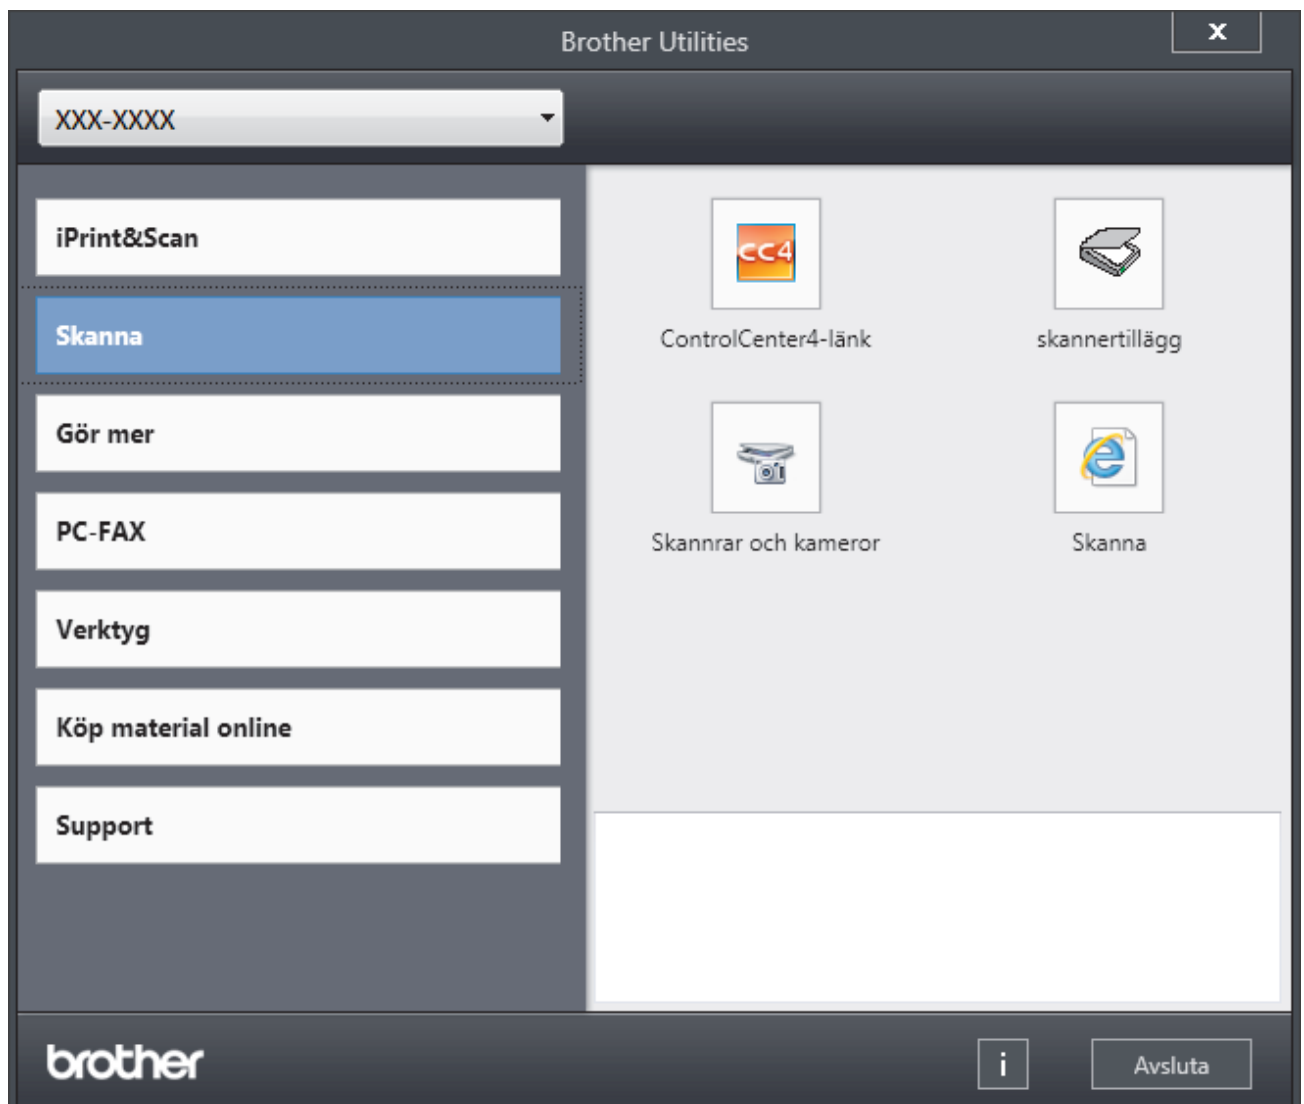 Brother Utilities
x
XXX-XXXX
iPrint&Scan
Skanna
Gör mer
PC-FAX
Verktyg
Köp material online
Support
CC4
ControlCenter4-länk
skannertillägg
Skannrar och kameror
Skanna
brother
i
Avsluta